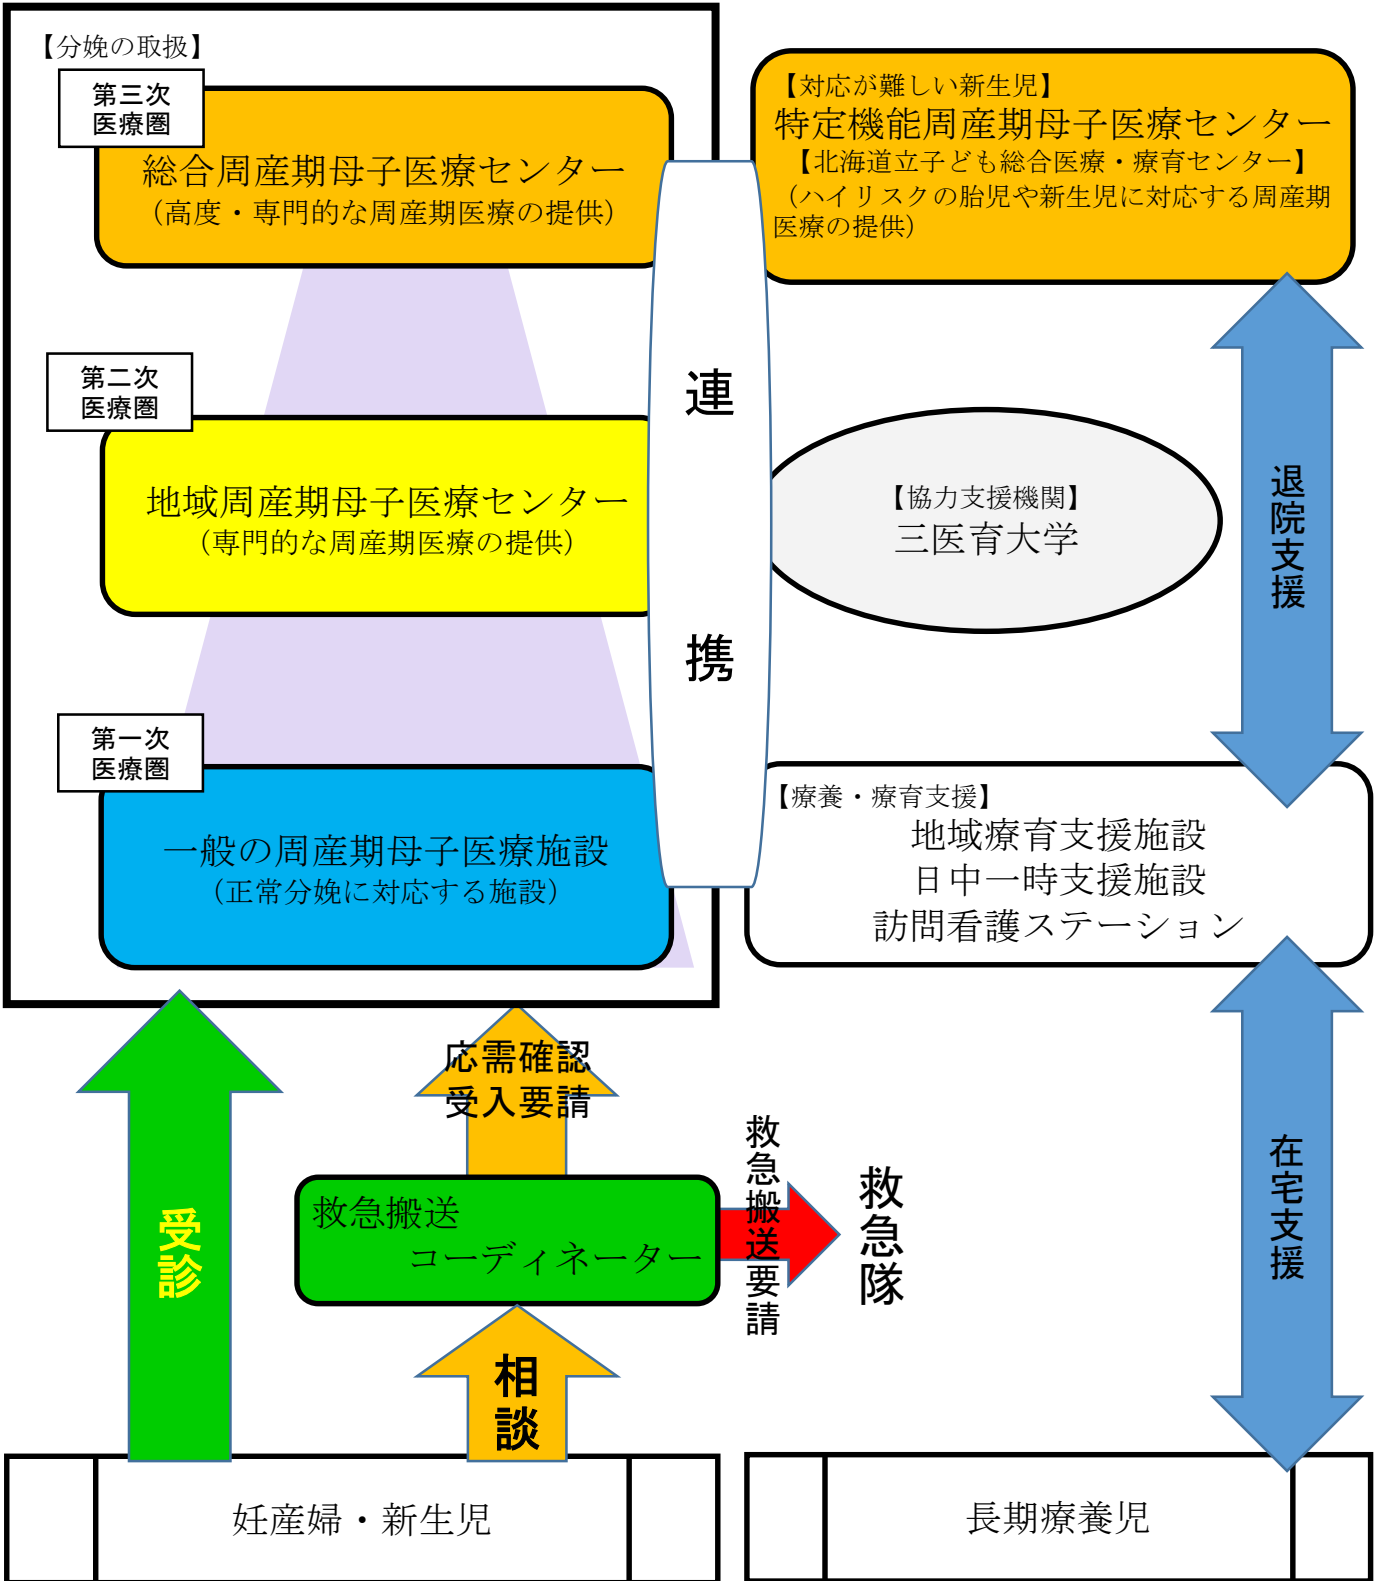 【分娩の取扱】
第三次
医療圏
総合周産期母子医療センター
（高度・専門的な周産期医療の提供）
【対応が難しい新生児】
特定機能周産期母子医療センター
【北海道立子ども総合医療・療育センター】
（ハイリスクの胎児や新生児に対応する周産期
医療の提供）
連携
第二次
医療圏
地域周産期母子医療センター
（専門的な周産期医療の提供）
【協力支援機関】
三医育大学
退院支援
第一次
医療圏
一般の周産期母子医療施設
（正常分娩に対応する施設）
【療養・療育支援】
地域療育支援施設
日中一時支援施設
訪問看護ステーション
応需確認
受入要請
受診
救急搬送
コーディネーター
救急搬送要請
救急隊
在宅支援
相談
妊産婦・新生児
長期療養児